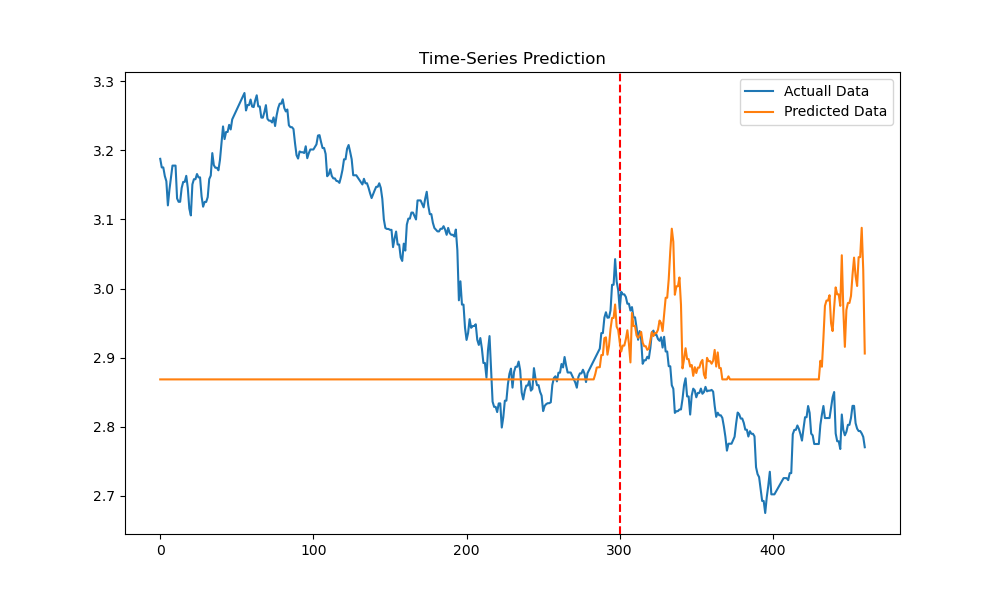 Time-Series Prediction
Actuall Data
Predicted Data
3.3
3.2
3.1
3.0
2.9
2.8
2.7
0 100 200 300 400